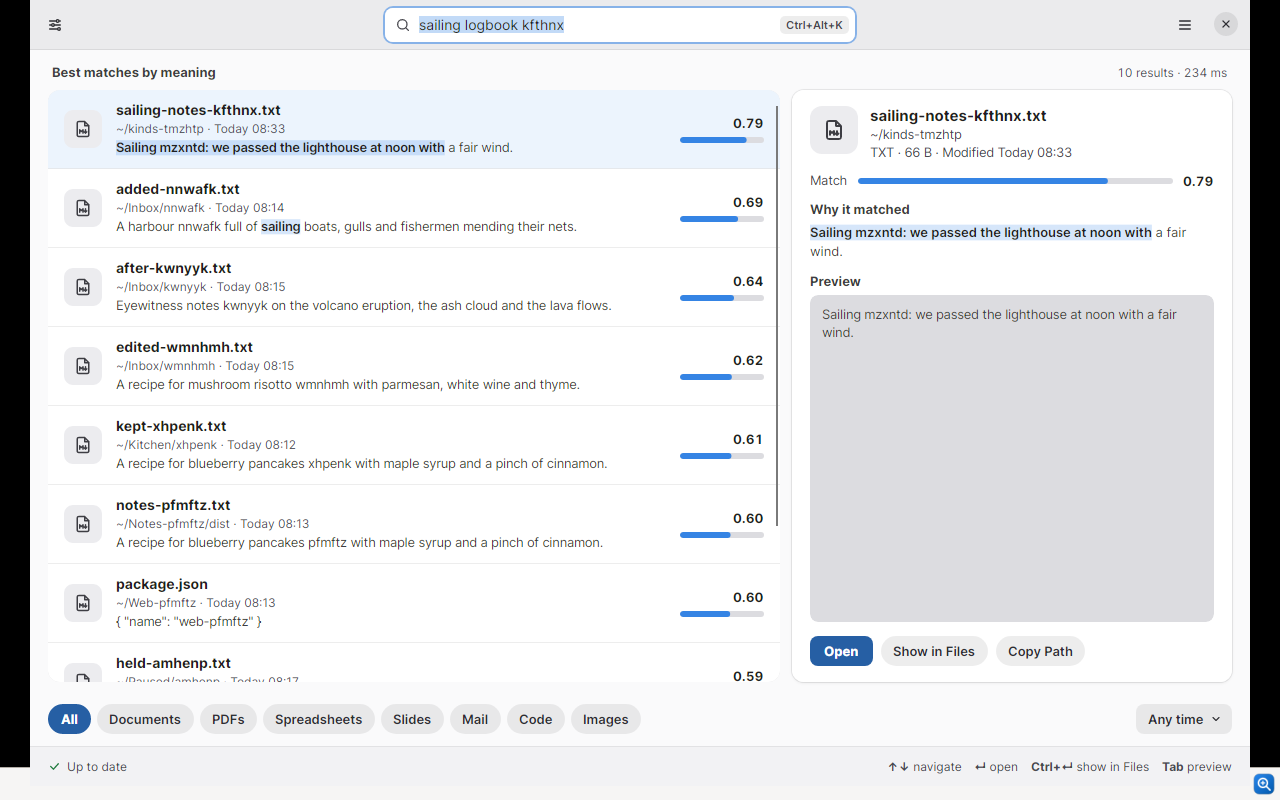 sailing logbook kfthnx
Ctrl+Alt+K
Best matches by meaning
10 results · 234 ms
sailing-notes-kfthnx.txt
~/kinds-tmzhtp · Today 08:33
Sailing mzxntd: we passed the lighthouse at noon with a fair wind.
0.79
added-nnwafk.txt
~/Inbox/nnwafk · Today 08:14
A harbour nnwafk full of sailing boats, gulls and fishermen mending their nets.
0.69
after-kwnyyk.txt
~/Inbox/kwnyyk · Today 08:15
Eyewitness notes kwnyyk on the volcano eruption, the ash cloud and the lava flows.
0.64
edited-wmnhmh.txt
~/Inbox/wmnhmh · Today 08:15
A recipe for mushroom risotto wmnhmh with parmesan, white wine and thyme.
0.62
kept-xhpenk.txt
~/Kitchen/xhpenk · Today 08:12
A recipe for blueberry pancakes xhpenk with maple syrup and a pinch of cinnamon.
0.61
notes-pfmftz.txt
~/Notes-pfmftz/dist · Today 08:13
A recipe for blueberry pancakes pfmftz with maple syrup and a pinch of cinnamon.
0.60
package.json
~/Web-pfmftz · Today 08:13
{ "name": "web-pfmftz" }
0.60
held-amhenp.txt
~/Paused/amhenp · Today 08:17
0.59
sailing-notes-kfthnx.txt
~/kinds-tmzhtp
TXT · 66 B · Modified Today 08:33
Match
0.79
Why it matched
Sailing mzxntd: we passed the lighthouse at noon with a fair
wind.
Preview
Sailing mzxntd: we passed the lighthouse at noon with a fair
wind.
Open
Show in Files
Copy Path
All
Documents
PDFs
Spreadsheets
Slides
Mail
Code
Images
Any time
Up to date
↑↓ navigate
↵ open
Ctrl+↵ show in Files
Tab preview